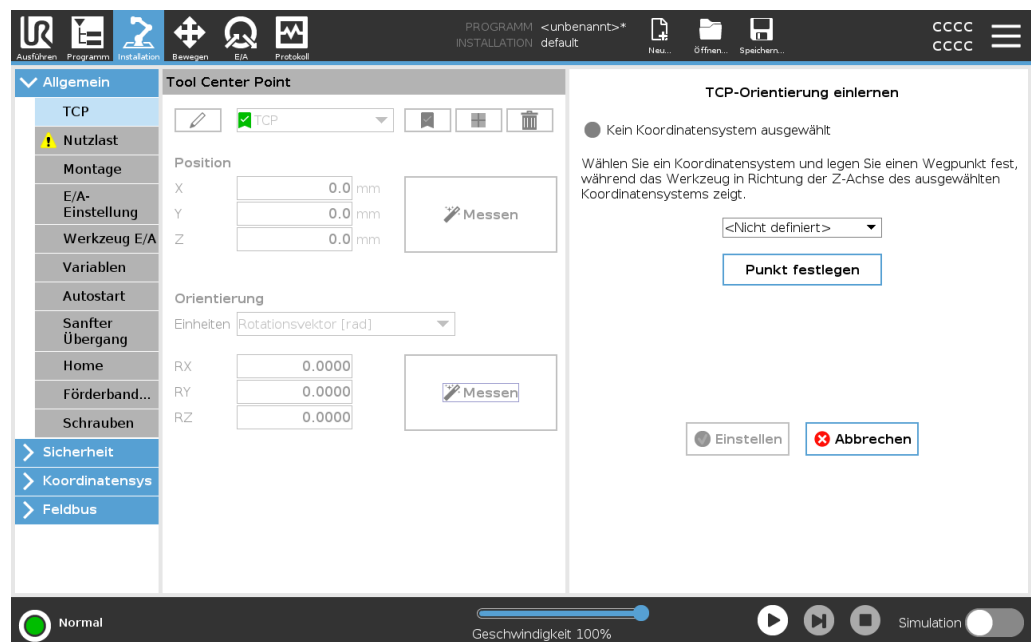 PROGRAMM <unbenannt>*
INSTALLATION default
UR
Ausführen
Programm
Installation
Bewegen
E/A
Protokoll
Neu...
Öffnen...
Speichern...
CCCC
CCCC
Allgemein
TCP
Nutzlast
Montage
E/A-
Einstellung
Werkzeug E/A
Variablen
Autostart
Sanfter
Übergang
Home
Förderband...
Schrauben
Sicherheit
Koordinatensys
Feldbus
Tool Center Point
TCP
Position
X 0.0 mm
Y 0.0 mm
Z 0.0 mm
Messen
Orientierung
Einheiten Rotationsvektor [rad]
RX 0.0000
RY 0.0000
RZ 0.0000
Messen
TCP-Orientierung einlernen
Kein Koordinatensystem ausgewählt
Wählen Sie ein Koordinatensystem und legen Sie einen Wegpunkt fest,
während das Werkzeug in Richtung der Z-Achse des ausgewählten
Koordinatensystems zeigt.
<Nicht definiert>
Punkt festlegen
Einstellen
Abbrechen
Normal
Geschwindigkeit 100%
Simulation